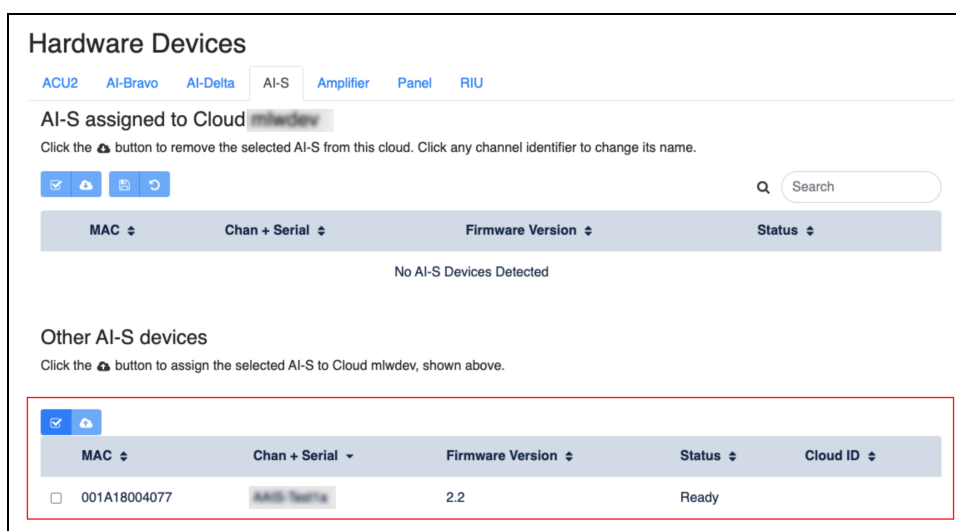 Hardware Devices
ACU2 AI-Bravo AI-Delta AI-S Amplifier Panel RIU
AI-S assigned to Cloud
Click the button to remove the selected AI-S from this cloud. Click any channel identifier to change its name.
Search
MAC Chan + Serial Firmware Version Status
No AI-S Devices Detected
Other AI-S devices
Click the button to assign the selected AI-S to Cloud mlwdev, shown above.
MAC Chan + Serial Firmware Version Status Cloud ID
001A18004077 2.2 Ready